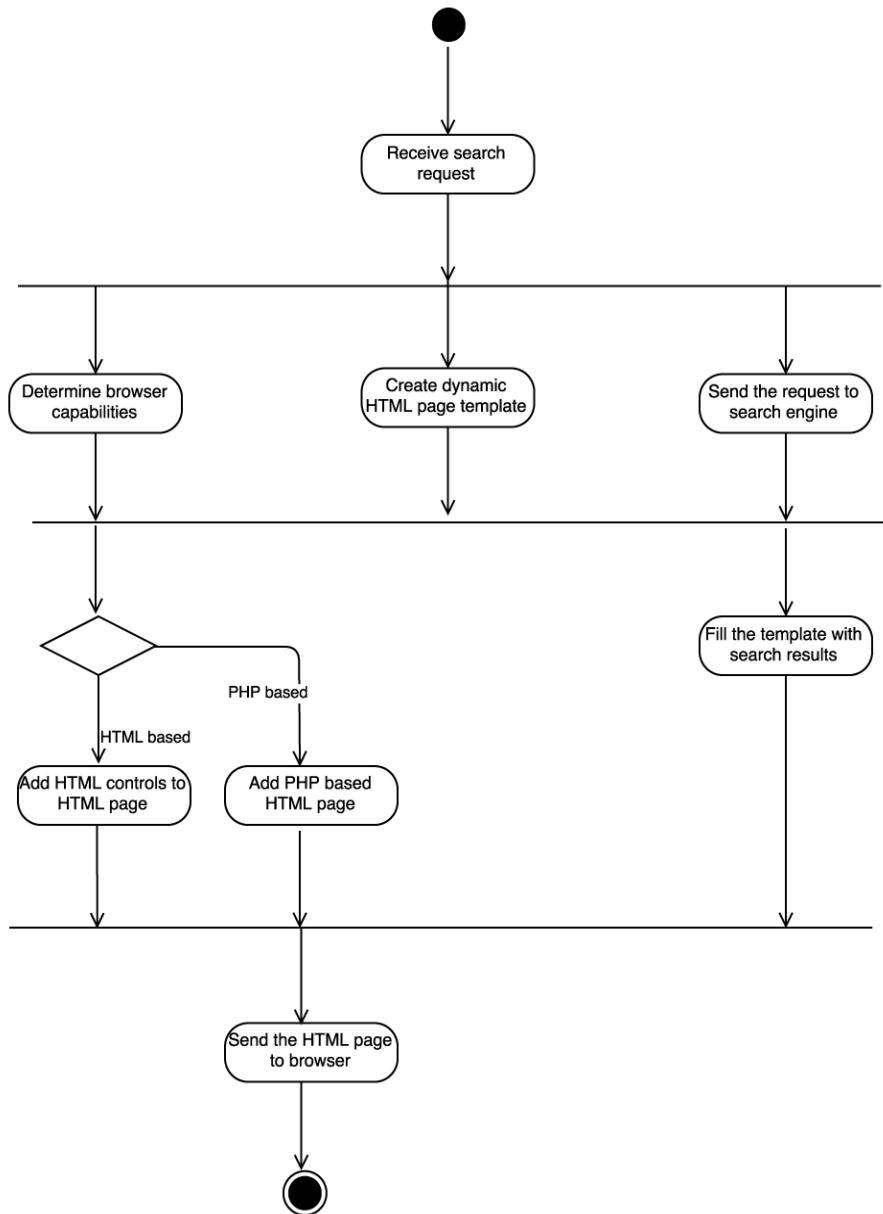 Receive search
request
Determine browser
capabilities
Create dynamic
HTML page template
Send the request to
search engine
Fill the template with
search results
PHP based
HTML based
Add HTML controls to
HTML page
Add PHP based
HTML page
Send the HTML page
to browser